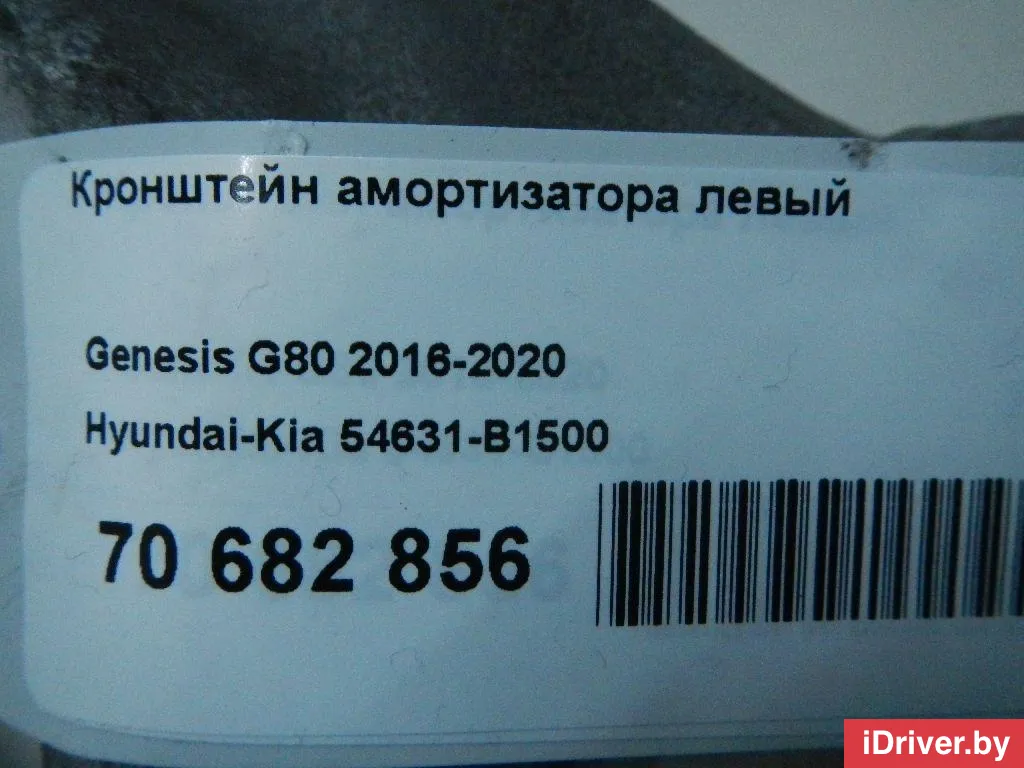 Кронштейн амортизатора левый
Genesis G80 2016-2020
Hyundai-Kia 54631-B1500
70 682 856
iDriver.by